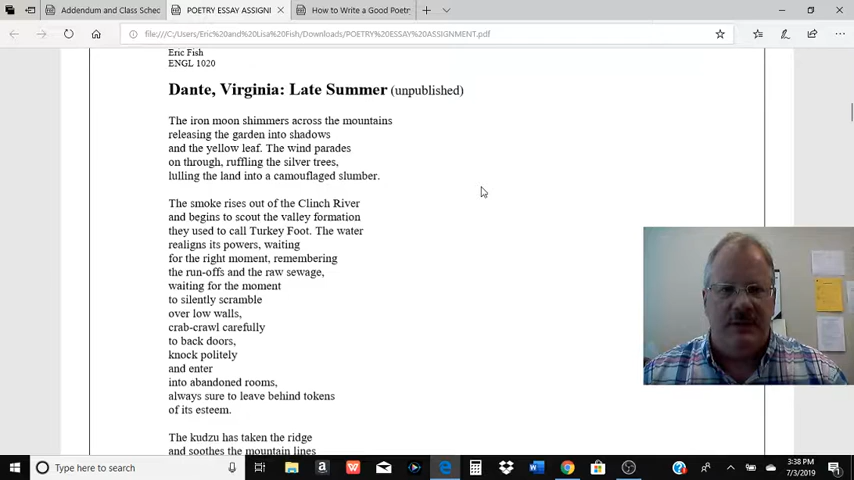 Addendum and Class Schec
POETRY ESSAY ASSIGNI
How to Write a Good Poetry
file:///C:/Users/Eric%20and%20Lisa%20Fish/Downloads/POETRY%20ESSAY%20ASSIGNMENT.pdf
Eric Fish
ENGL 1020
Dante, Virginia: Late Summer (unpublished)
The iron moon shimmers across the mountains
releasing the garden into shadows
and the yellow leaf. The wind parades
on through, ruffling the silver trees,
lulling the land into a camouflaged slumber.
The smoke rises out of the Clinch River
and begins to scout the valley formation
they used to call Turkey Foot. The water
realigns its powers, waiting
for the right moment, remembering
the run-offs and the raw sewage,
waiting for the moment
to silently scramble
over low walls,
crab-crawl carefully
to back doors,
knock politely
and enter
into abandoned rooms,
always sure to leave behind tokens
of its esteem.
The kudzu has taken the ridge
and soothes the mountain lines
Type here to search
3:38 PM
7/3/2019